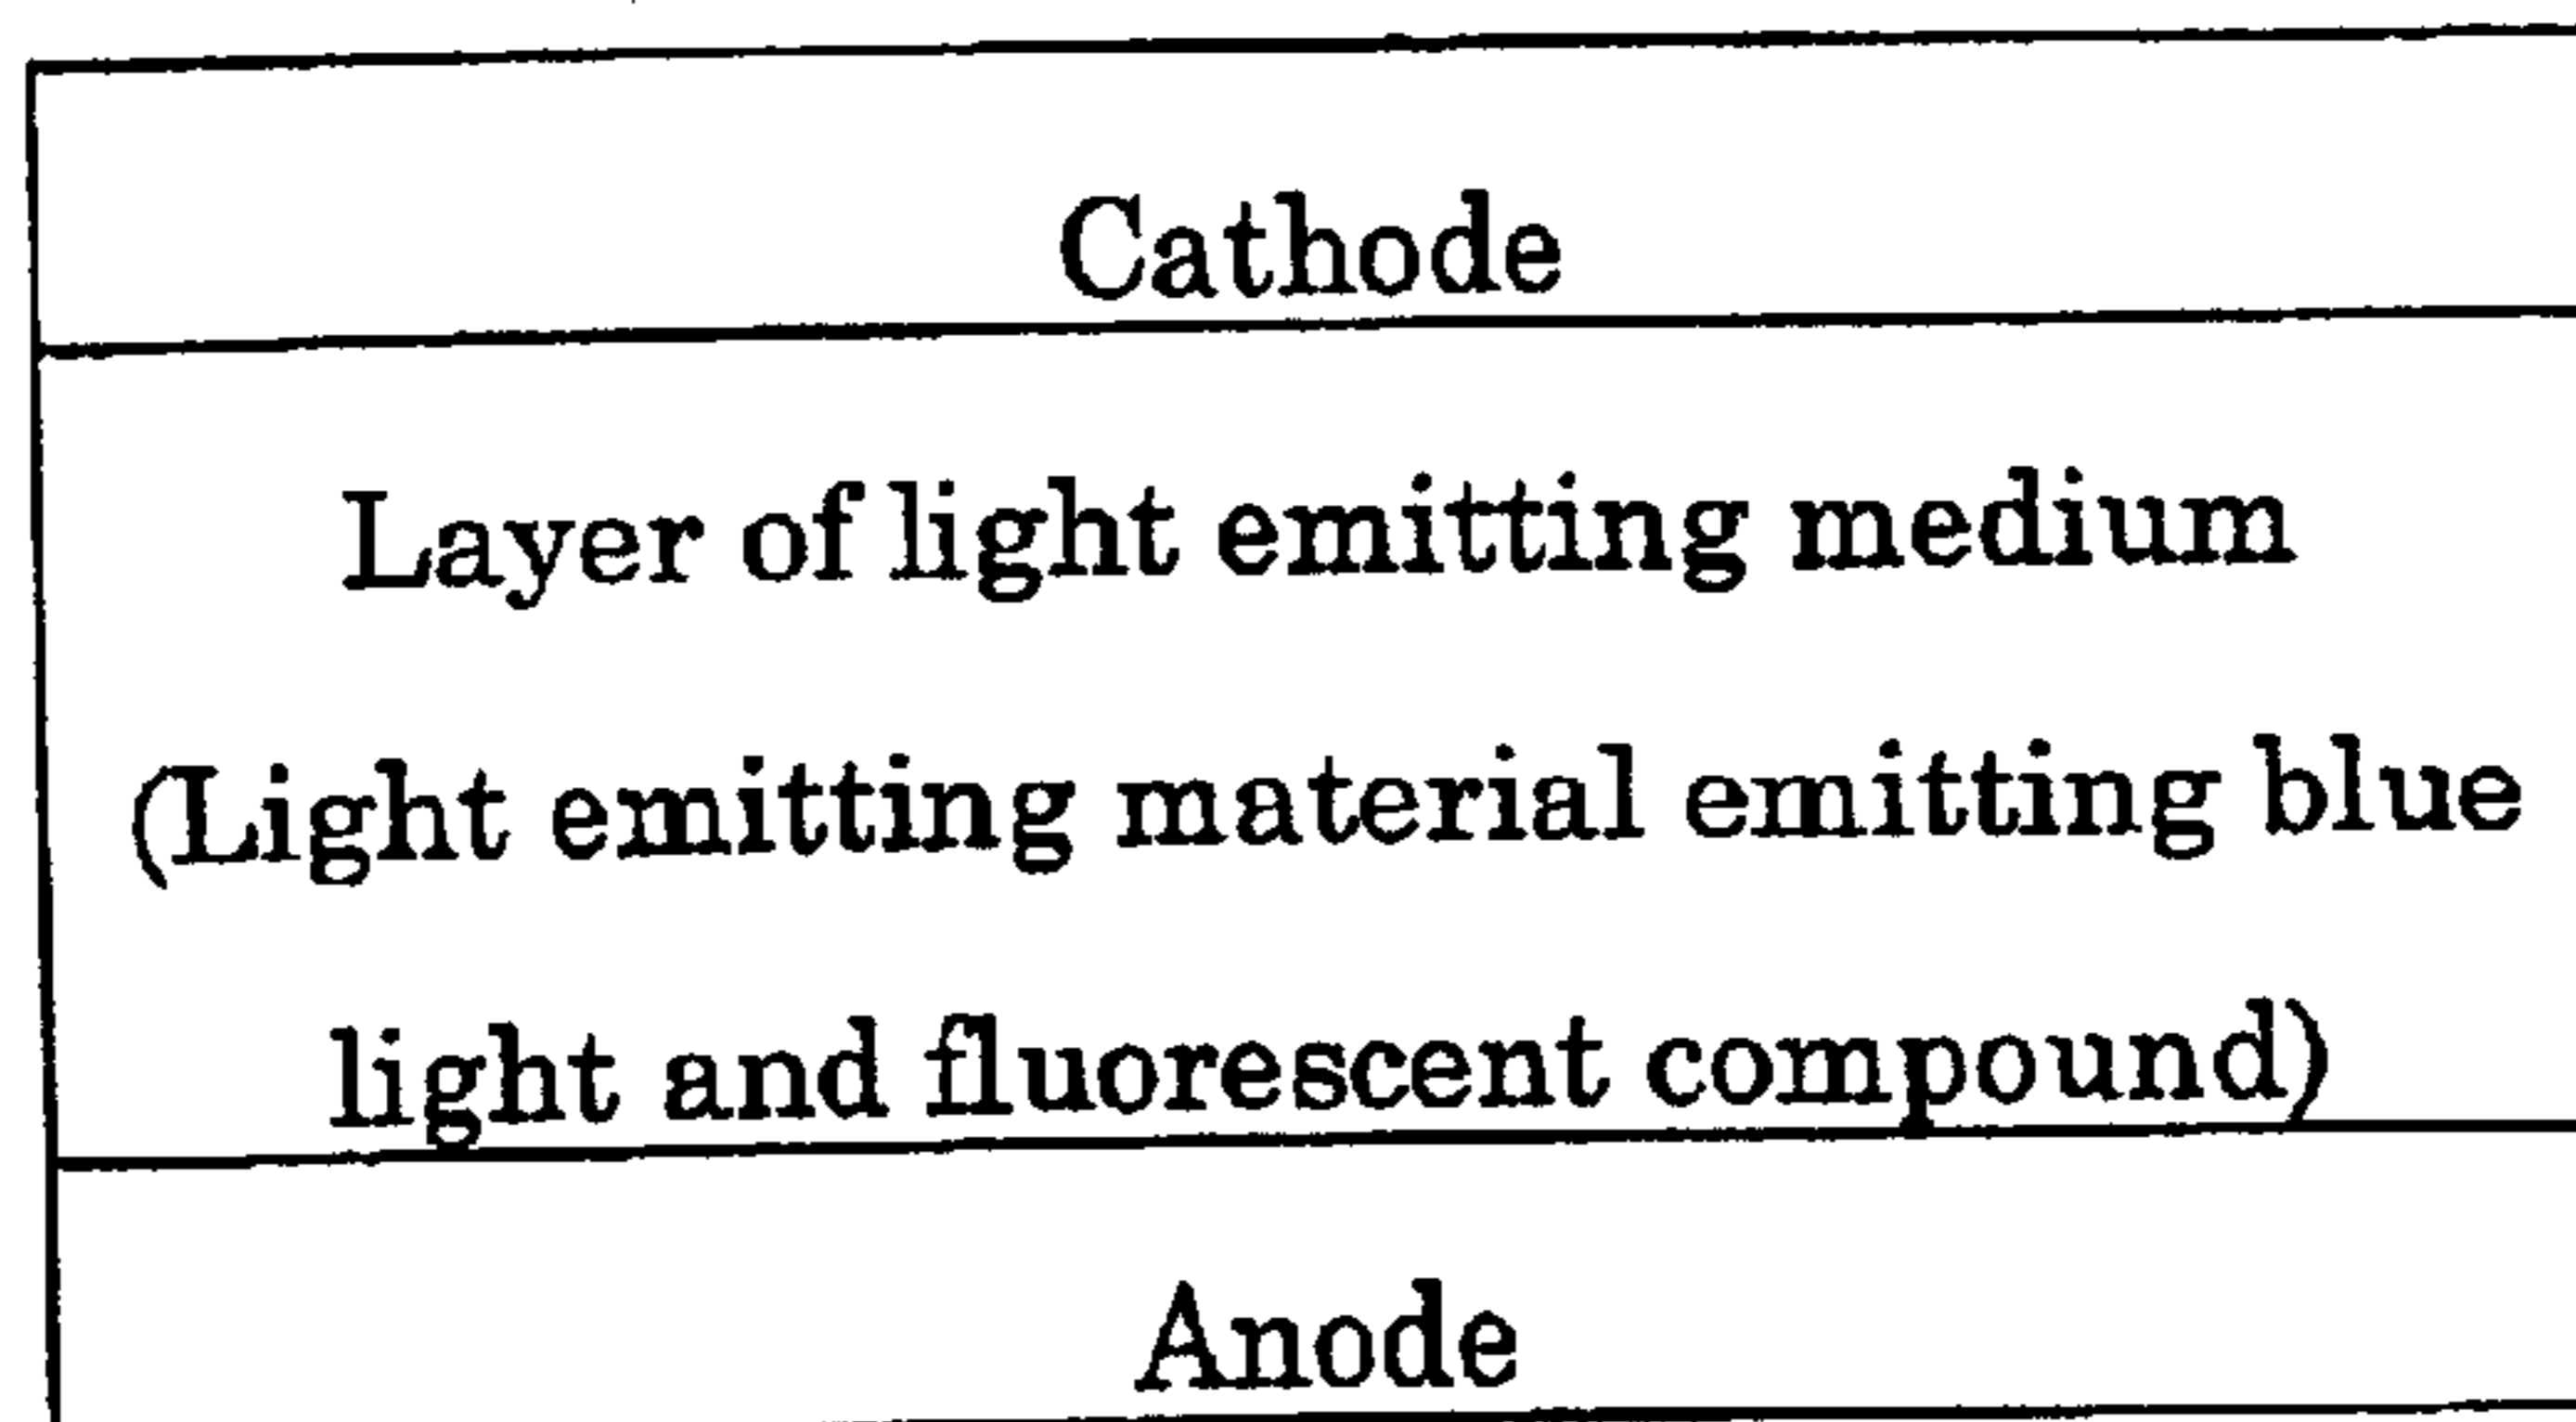 Cathode
Layer of light emitting medium
(Light emitting material emitting blue
light and fluorescent compound)
Anode